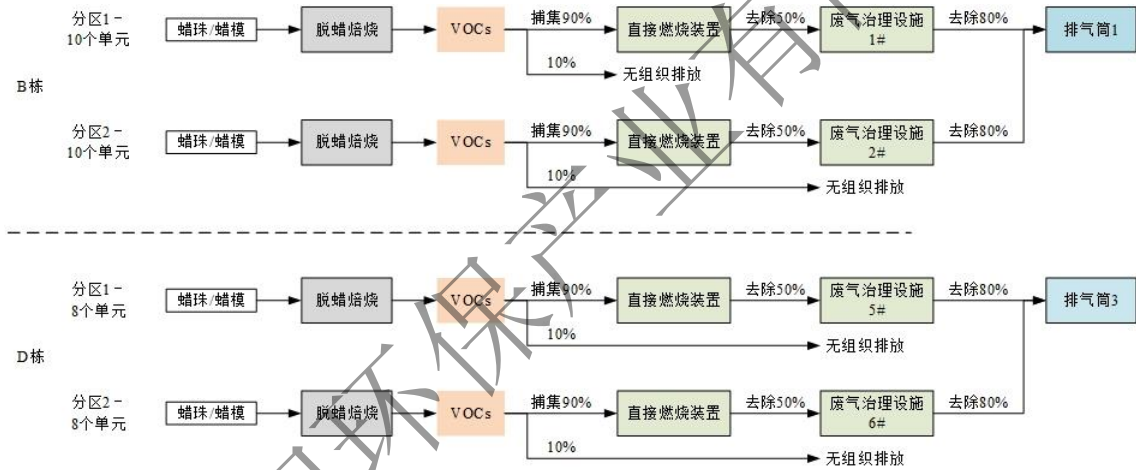 分区1-
10个单元
蜡珠/蜡模
脱蜡焙烧
VOCs
捕集90%
直接燃烧装置
去除50%
废气治理设施
1#
去除80%
排气筒1
10%
无组织排放
B栋
分区2-
10个单元
蜡珠/蜡模
脱蜡焙烧
VOCs
捕集90%
直接燃烧装置
去除50%
废气治理设施
2#
去除80%
10%
无组织排放
分区1-
8个单元
蜡珠/蜡模
脱蜡焙烧
VOCs
捕集90%
直接燃烧装置
去除50%
废气治理设施
5#
去除80%
排气筒3
10%
无组织排放
D栋
分区2-
8个单元
蜡珠/蜡模
脱蜡焙烧
VOCs
捕集90%
直接燃烧装置
去除50%
废气治理设施
6#
去除80%
10%
无组织排放
环保产业有